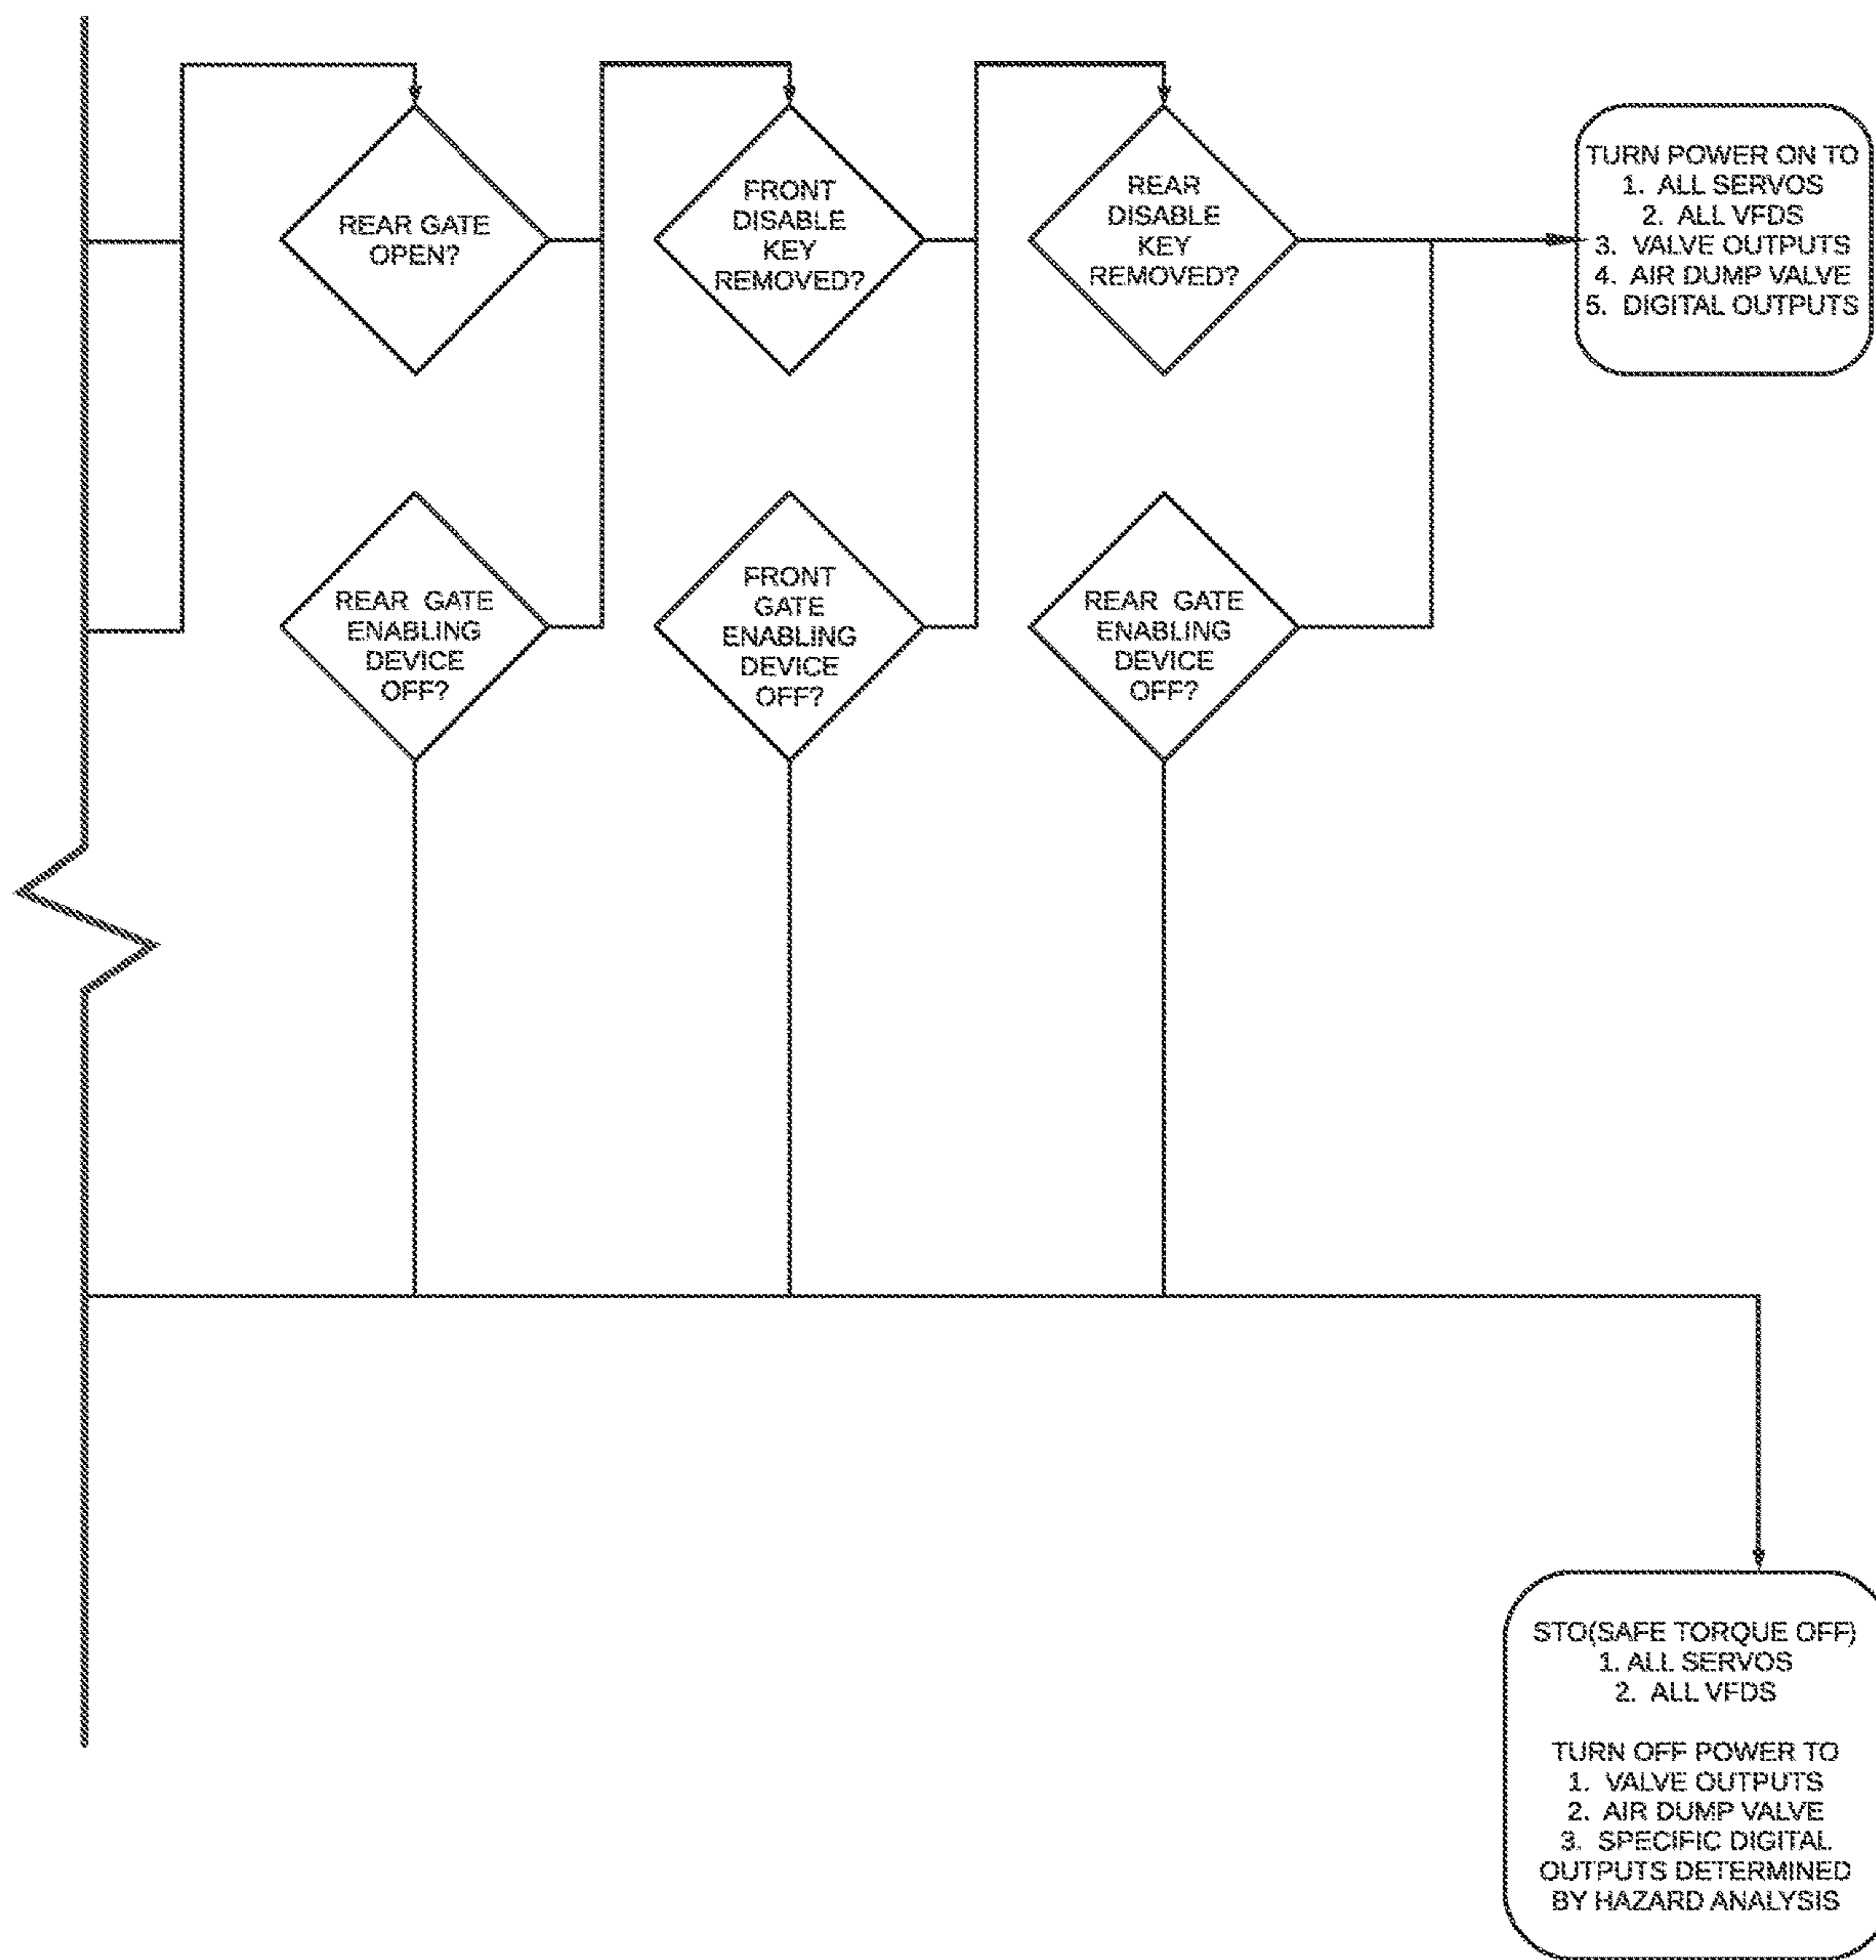 REAR GATE
OPEN?
FRONT
DISABLE
KEY
REMOVED?
REAR
DISABLE
KEY
REMOVED?
TURN POWER ON TO
1. ALL SERVOS
2. ALL VFDS
3. VALVE OUTPUTS
4. AIR DUMP VALVE
5. DIGITAL OUTPUTS
REAR GATE
ENABLING
DEVICE
OFF?
FRONT
GATE
ENABLING
DEVICE
OFF?
REAR GATE
ENABLING
DEVICE
OFF?
STO(SAFE TORQUE OFF)
1. ALL SERVOS
2. ALL VFDS
TURN OFF POWER TO
1. VALVE OUTPUTS
2. AIR DUMP VALVE
3. SPECIFIC DIGITAL
OUTPUTS DETERMINED
BY HAZARD ANALYSIS